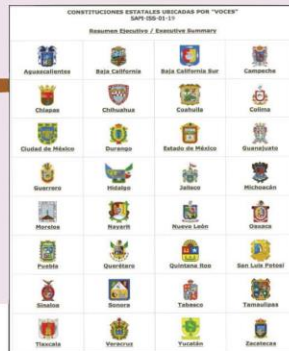 CONSTITUCIONES ESTATALES UBICADAS POR "VOCES"
SAPI-ISS-01-19
Resumen Ejecutivo / Executive Summary
Aguascalientes Baja California Baja California Sur Campeche
Chiapas Chihuahua Coahuila Colima
Ciudad de México Durango Estado de México Guanajuato
Guerrero Hidalgo Jalisco Michoacán
Morelos Nayarit Nuevo León Oaxaca
Puebla Querétaro Quintana Roo San Luis Potosí
Sinaloa Sonora Tabasco Tamaulipas
Tlaxcala Veracruz Yucatán Zacatecas